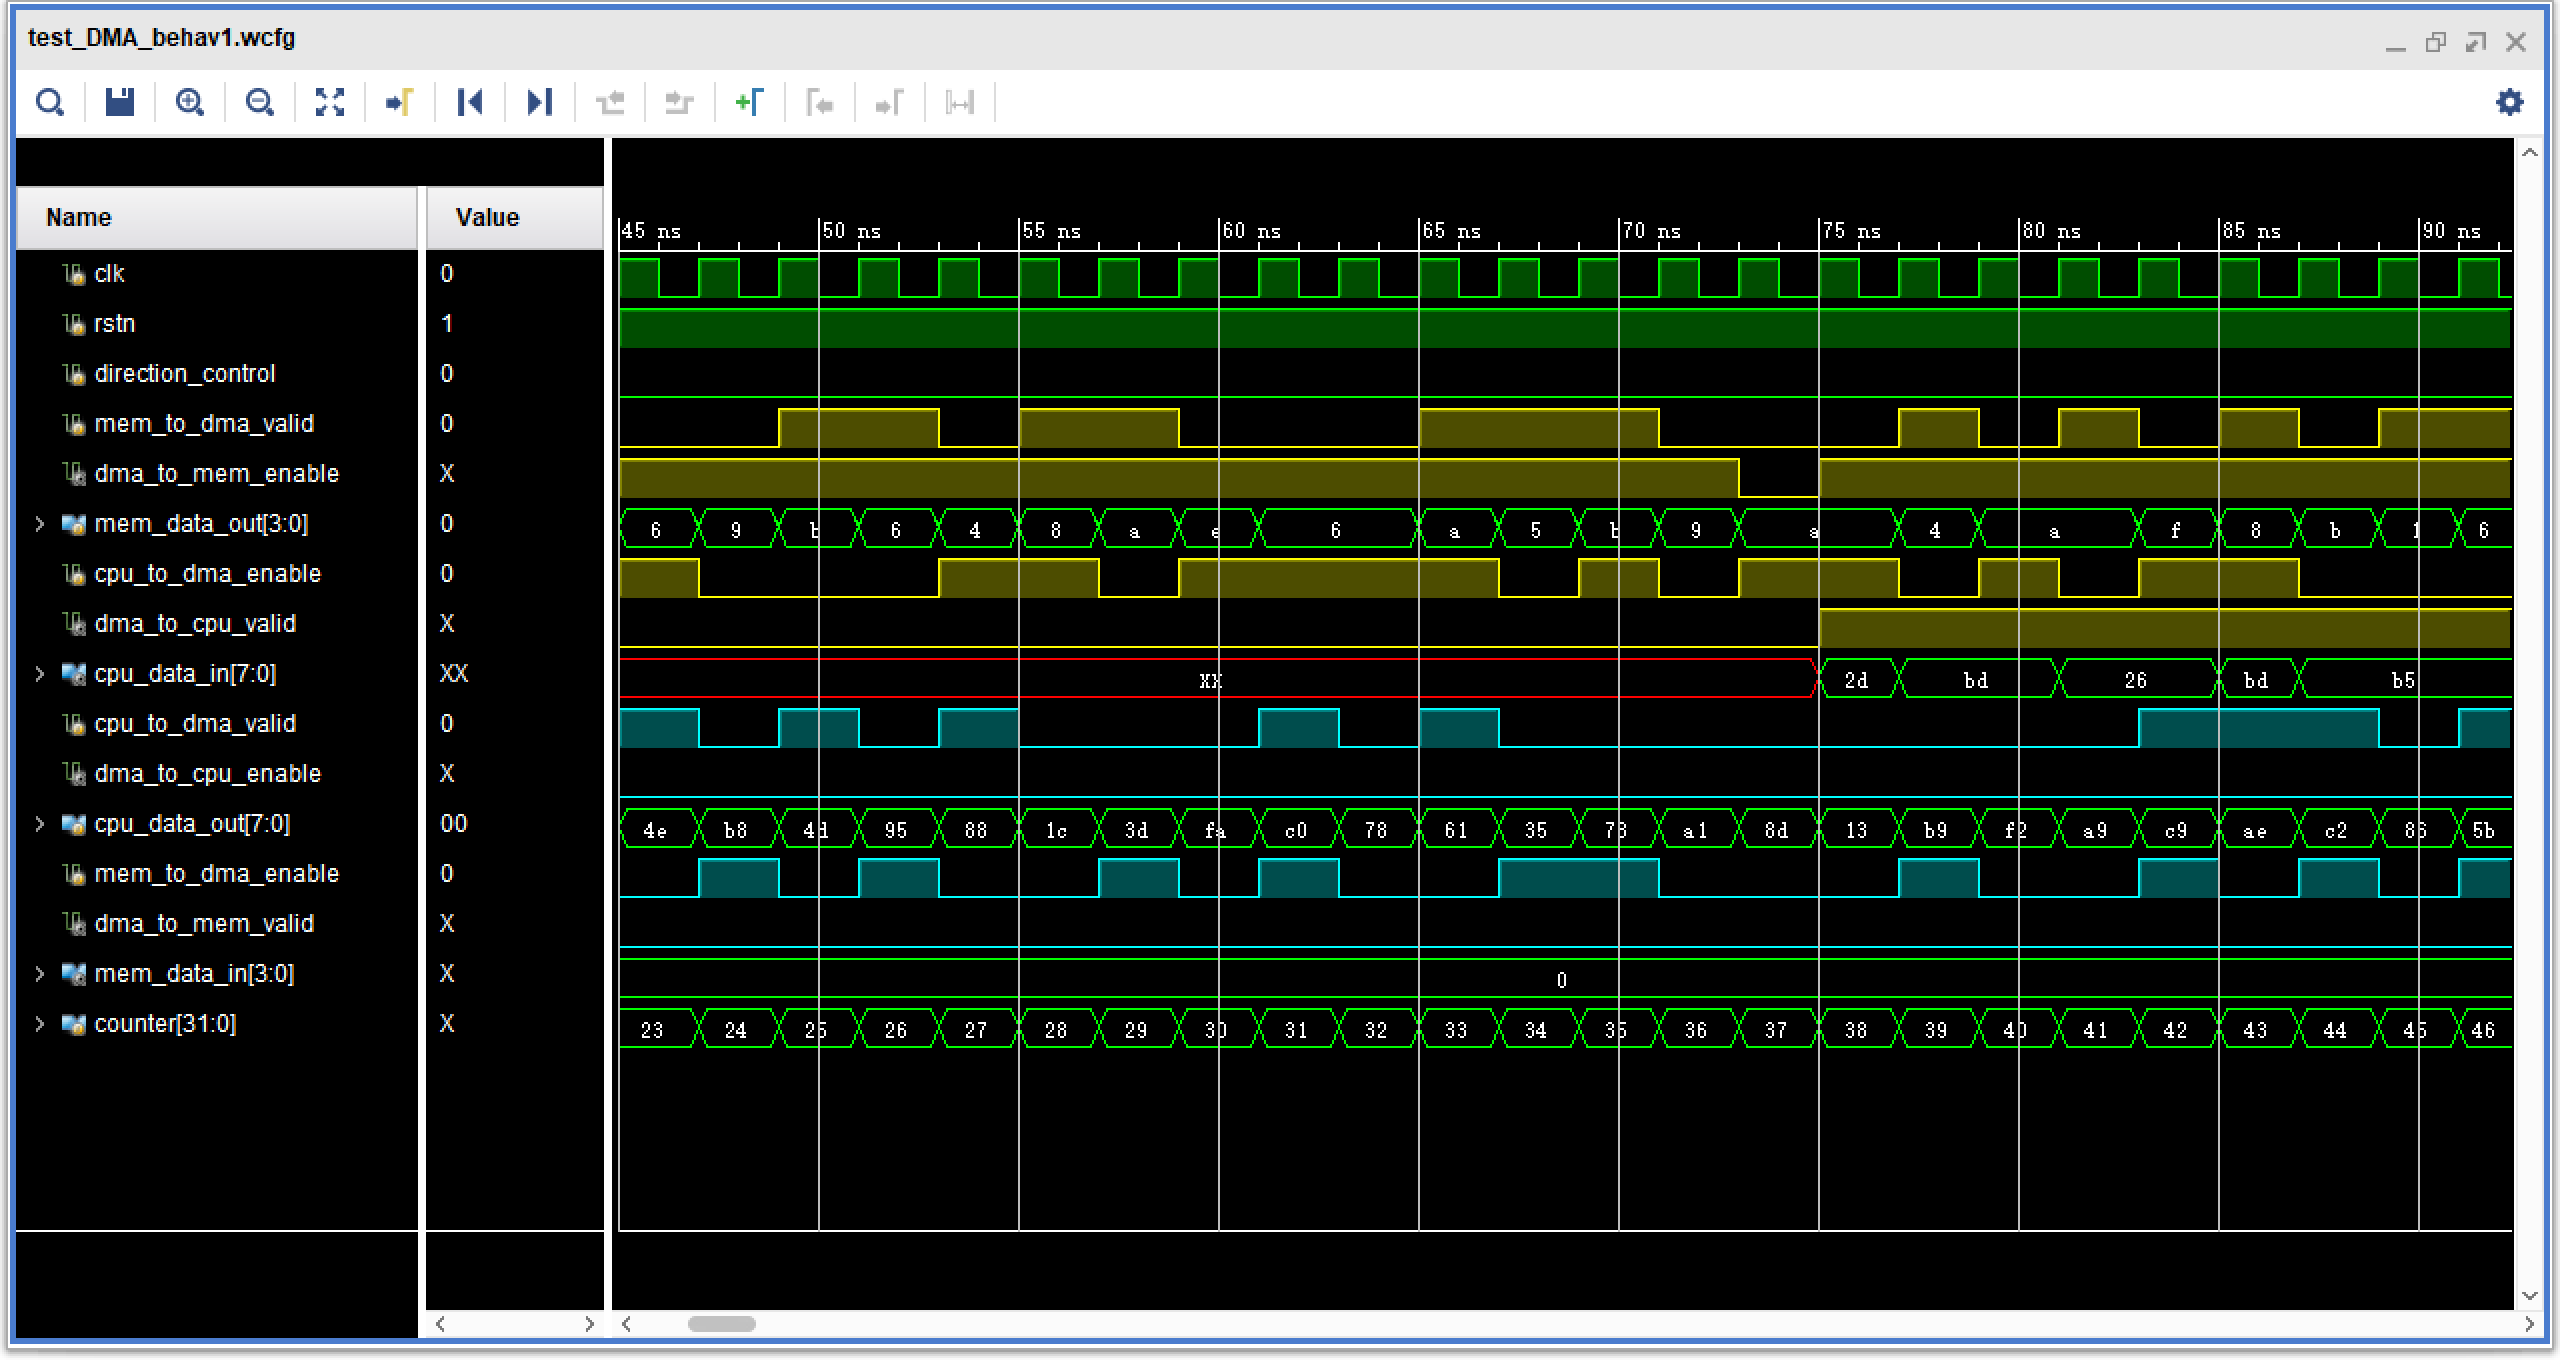 test_DMA_behav1.wcfg
Name Value
45 ns 50 ns 55 ns 60 ns 65 ns 70 ns 75 ns 80 ns 85 ns 90 ns
clk 0
rstn 1
direction_control 0
mem_to_dma_valid 0
dma_to_mem_enable X
mem_data_out[3:0] 0 6 9 b 6 4 8 a e 6 a 5 b 9 a 4 a f 8 b 1 6
cpu_to_dma_enable 0
dma_to_cpu_valid X
cpu_data_in[7:0] XX XX 2d bd 26 bd b5
cpu_to_dma_valid 0
dma_to_cpu_enable X
cpu_data_out[7:0] 00 4e b8 4d 95 88 1c 3d fa c0 78 61 35 78 a1 8d 13 b9 f2 a9 c9 ae c2 86 5b
mem_to_dma_enable 0
dma_to_mem_valid X
mem_data_in[3:0] X 0
counter[31:0] X 23 24 25 26 27 28 29 30 31 32 33 34 35 36 37 38 39 40 41 42 43 44 45 46